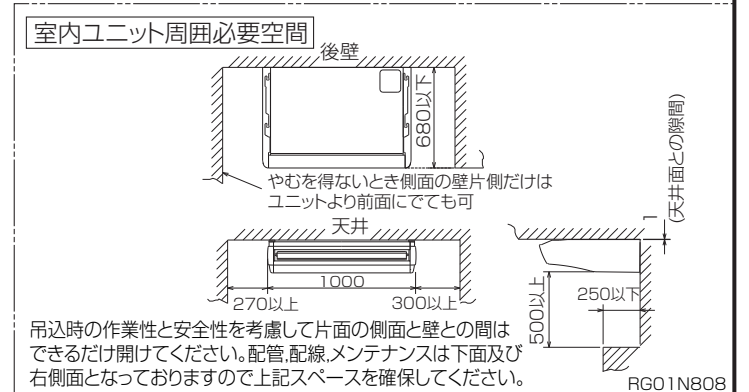 室内ユニット周囲必要空間
後壁
680以下
やむを得ないとき側面の壁片側だけは
ユニットより前面にでても可
1
(天井面との隙間)
天井
1000
270以上
300以上
500以上
250以下
吊込時の作業性と安全性を考慮して片面の側面と壁との間は
できるだけ開けてください。配管,配線,メンテナンスは下面及び
右側面となっておりますので上記スペースを確保してください。
RG01N808